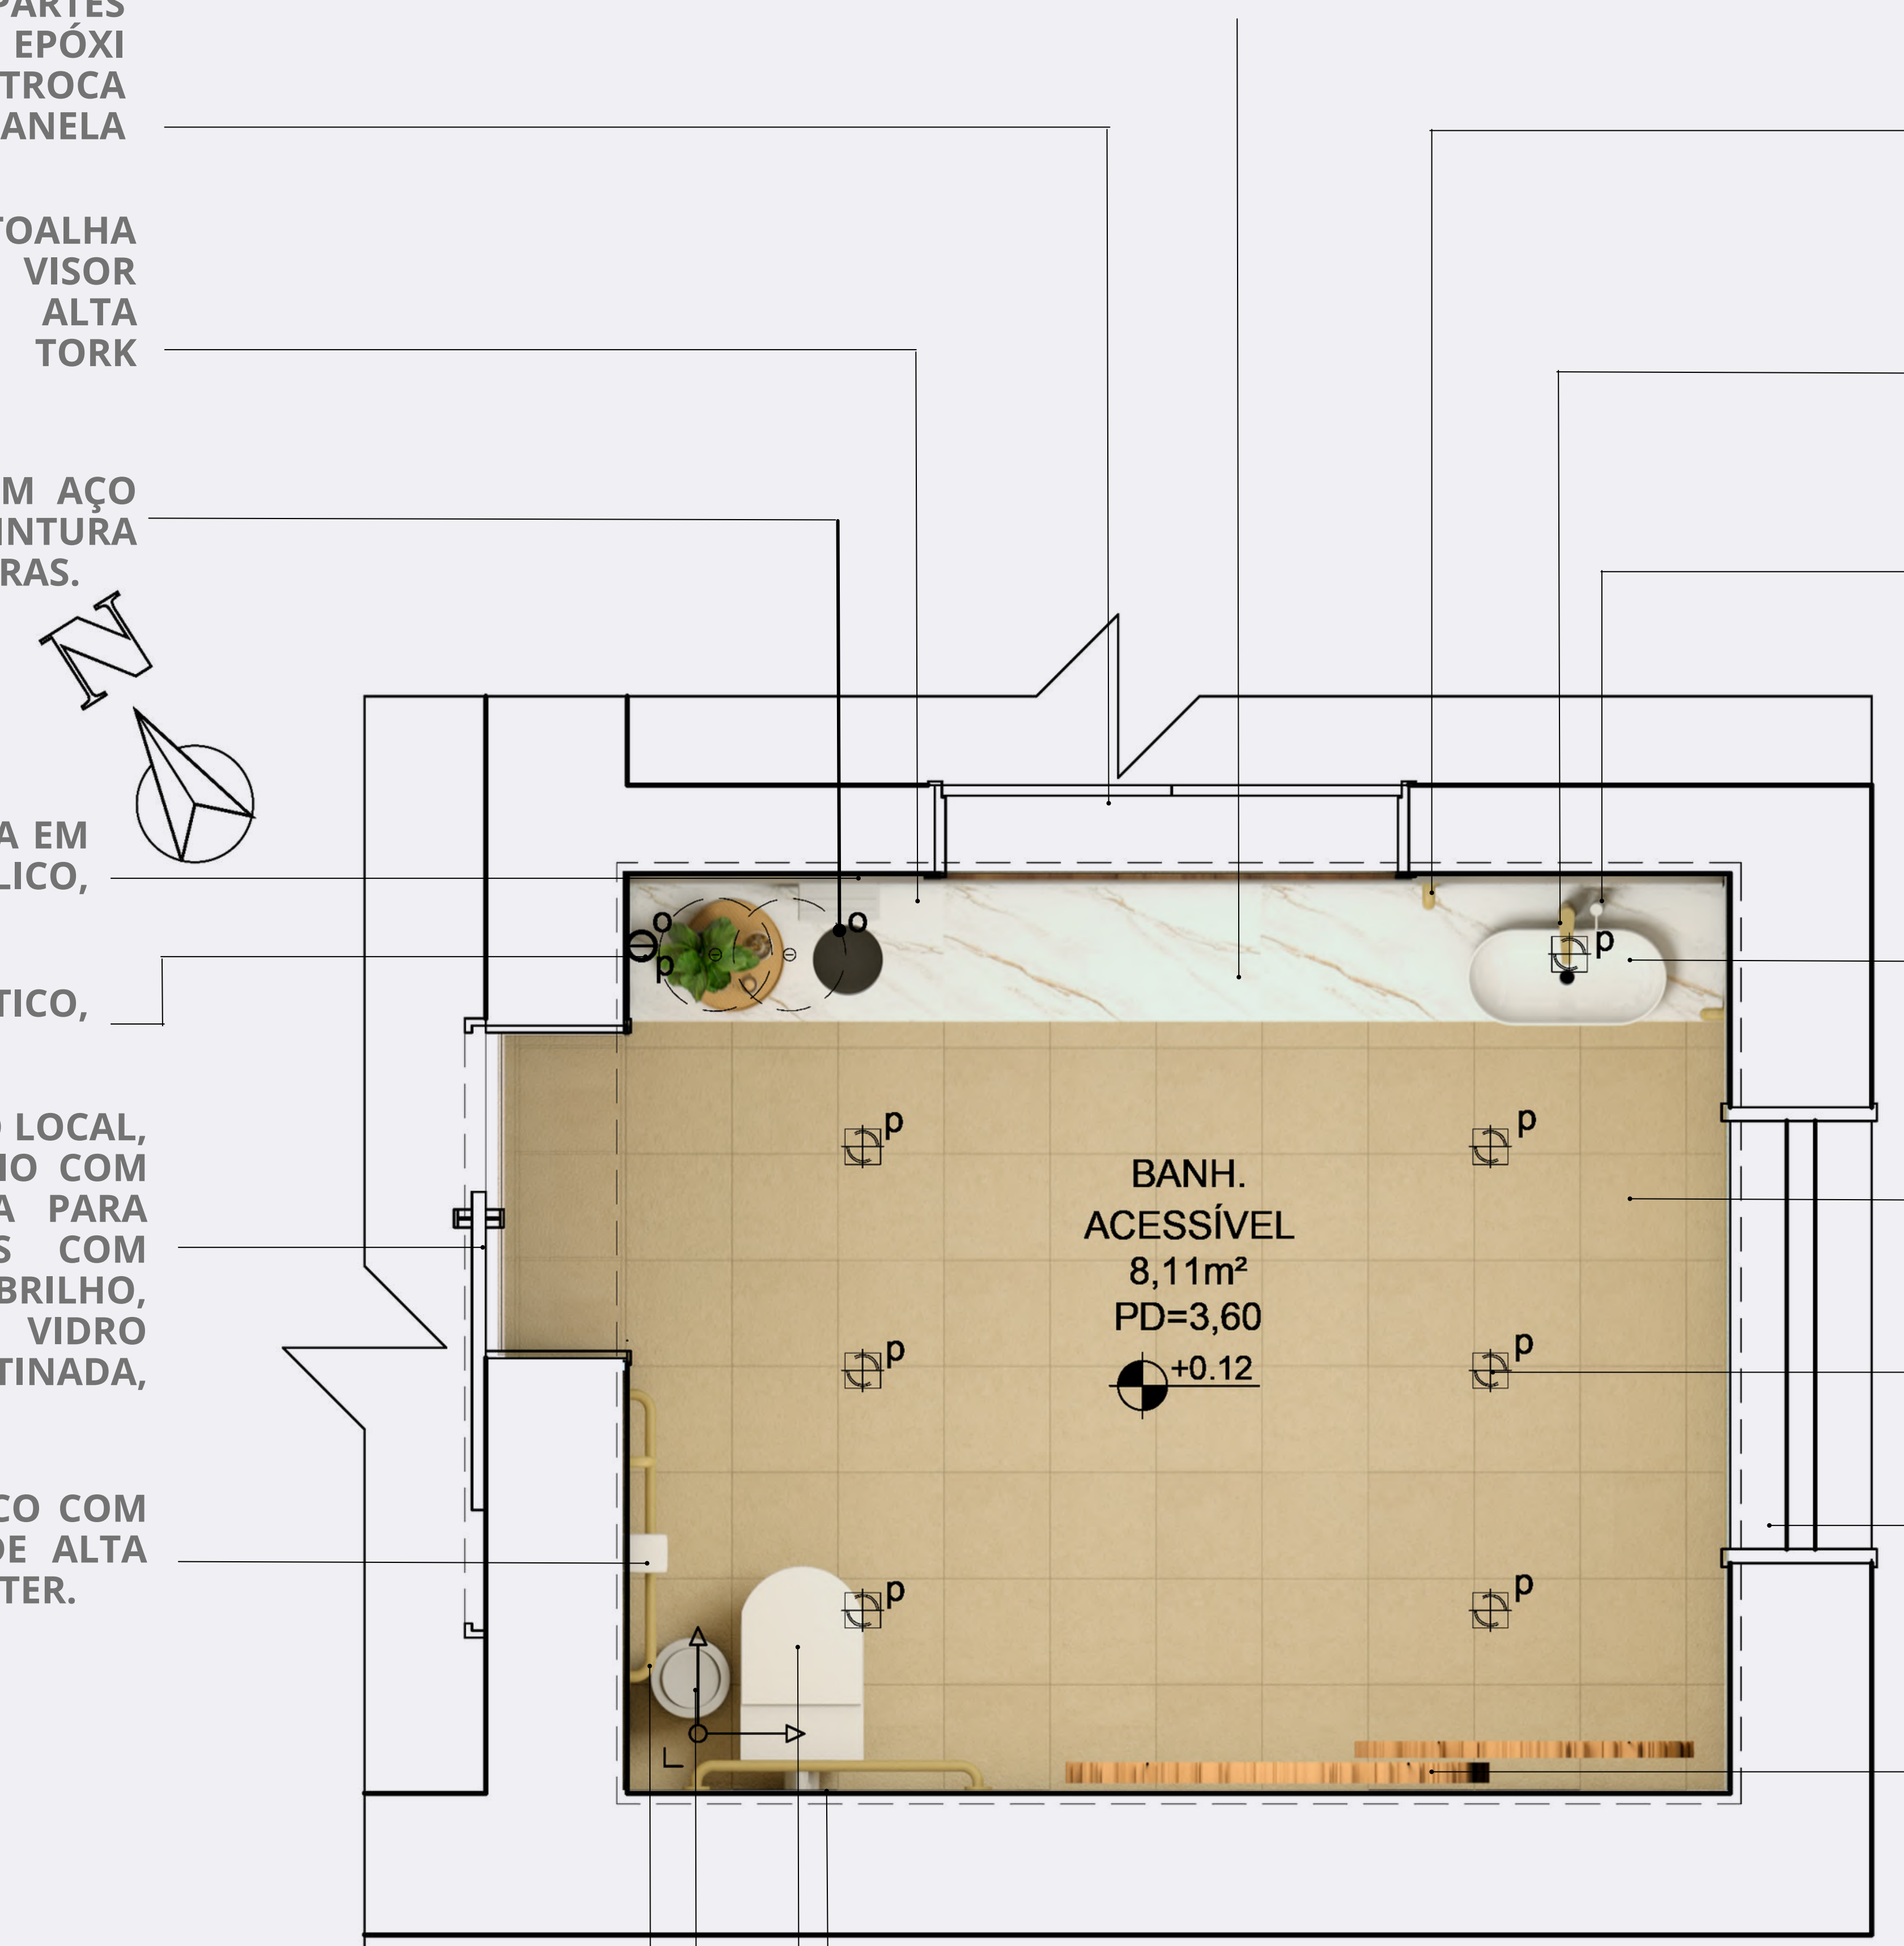 PARTES
EPÓXI
TROCA
ANELA
TOALHA
VISOR
ALTA
TORK
M AÇO
INTURA
RAS.
N
A EM
LICO,
TICO,
O LOCAL,
IO COM
A PARA
S COM
BRILHO,
VIDRO
TINADA,
CO COM
DE ALTA
TER.
o
p
o
p
p
p
BANH.
ACESSÍVEL
8,11m²
PD=3,60
+0.12
p
p
p
p
L